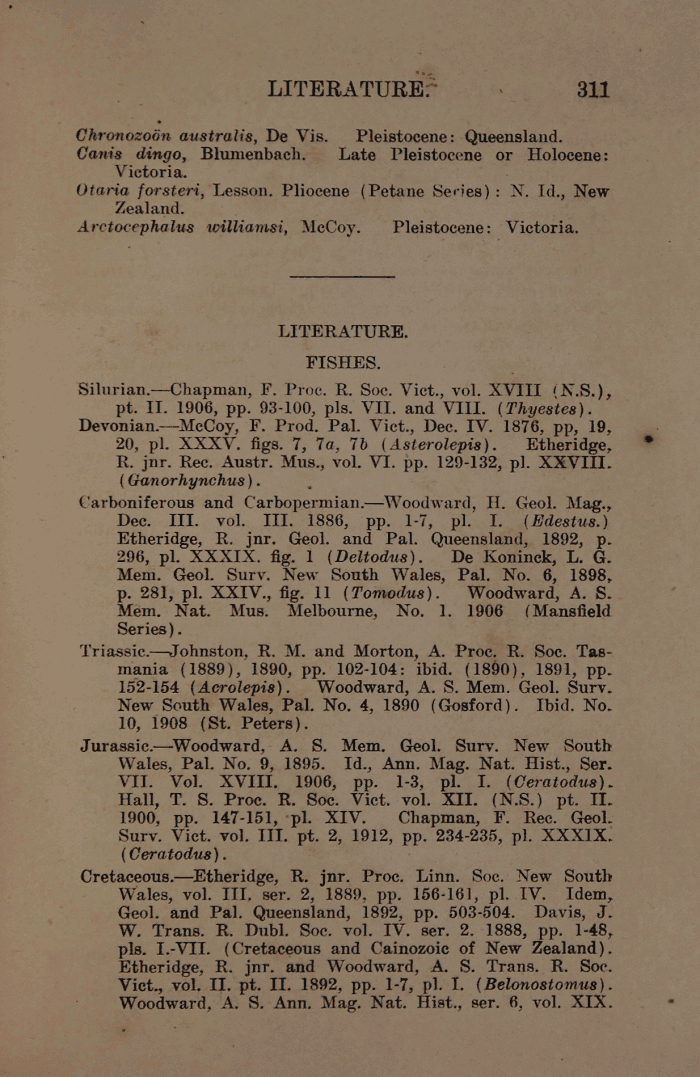 LITERATURE. 311
Chronozoön australis, De Vis. Pleistocene: Queensland.
Canis dingo, Blumenbach. Late Pleistocene or Holocene:
Victoria.
Otaria forsteri, Lesson. Pliocene (Petane Series): N. Id., New
Zealand.
Arctocephalus williamsi, McCoy. Pleistocene: Victoria.
LITERATURE.
FISHES.
Silurian.—Chapman, F. Proc. R. Soc. Vict., vol. XVIII (N.S.),
pt. II. 1906, pp. 93-100, pls. VII. and VIII. (Thyestes).
Devonian.—McCoy, F. Prod. Pal. Vict., Dec. IV. 1876, pp, 19,
20, pl. XXXV. figs. 7, 7a, 7b (Asterolepis). Etheridge,
R. jnr. Rec. Austr. Mus., vol. VI. pp. 129-132, pl. XXVIII.
(Ganorhynchus).
Carboniferous and Carbopermian.—Woodward, H. Geol. Mag.,
Dec. III. vol. III. 1886, pp. 1-7, pl. I. (Edestus.)
Etheridge, R. jnr. Geol. and Pal. Queensland, 1892, p.
296, pl. XXXIX. fig. 1 (Deltodus). De Koninck, L. G.
Mem. Geol. Surv. New South Wales, Pal. No. 6, 1898,
p. 281, pl. XXIV., fig. 11 (Tomodus). Woodward, A. S.
Mem. Nat. Mus. Melbourne, No. 1. 1906 (Mansfield
Series).
Triassic.—Johnston, R. M. and Morton, A. Proc. R. Soc. Tas-
mania (1889), 1890, pp. 102-104: ibid. (1890), 1891, pp.
152-154 (Acrolepis). Woodward, A. S. Mem. Geol. Surv.
New South Wales, Pal. No. 4, 1890 (Gosford). Ibid. No.
10, 1908 (St. Peters).
Jurassic.—Woodward, A. S. Mem. Geol. Surv. New South
Wales, Pal. No. 9, 1895. Id., Ann. Mag. Nat. Hist., Ser.
VII. Vol. XVIII. 1906, pp. 1-3, pl. I. (Ceratodus).
Hall, T. S. Proc. R. Soc. Vict. vol. XII. (N.S.) pt. II.
1900, pp. 147-151, pl. XIV. Chapman, F. Rec. Geol.
Surv. Vict. vol. III. pt. 2, 1912, pp. 234-235, pl. XXXIX.
(Ceratodus).
Cretaceous.—Etheridge, R. jnr. Proc. Linn. Soc. New South
Wales, vol. III, ser. 2, 1889, pp. 156-161, pl. IV. Idem,
Geol. and Pal. Queensland, 1892, pp. 503-504. Davis, J.
W. Trans. R. Dubl. Soc. vol. IV. ser. 2. 1888, pp. 1-48,
pls. I.-VII. (Cretaceous and Cainozoic of New Zealand).
Etheridge, R. jnr. and Woodward, A. S. Trans. R. Soc.
Vict., vol. II. pt. II. 1892, pp. 1-7, pl. I. (Belonostomus).
Woodward, A. S. Ann. Mag. Nat. Hist., ser. 6, vol. XIX.